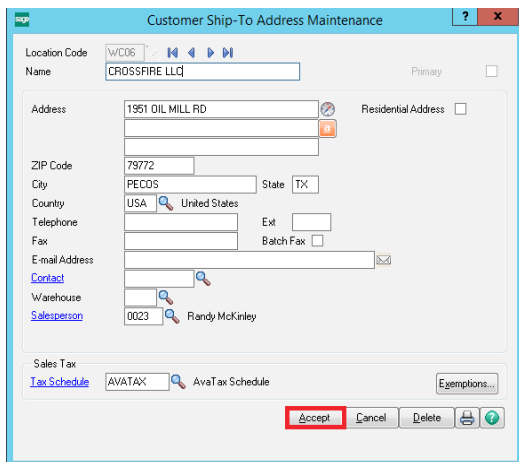 sage Customer Ship-To Address Maintenance ? x
Location Code WC06
Name CROSSFIRE LLC Primary
Address 1951 OIL MILL RD Residential Address
a
ZIP Code 79772
City PECOS State TX
Country USA United States
Telephone Ext
Fax Batch Fax
E-mail Address
Contact
Warehouse
Salesperson 0023 Randy McKinley
Sales Tax
Tax Schedule AVATAX AvaTax Schedule Exemptions...
Accept Cancel Delete ?